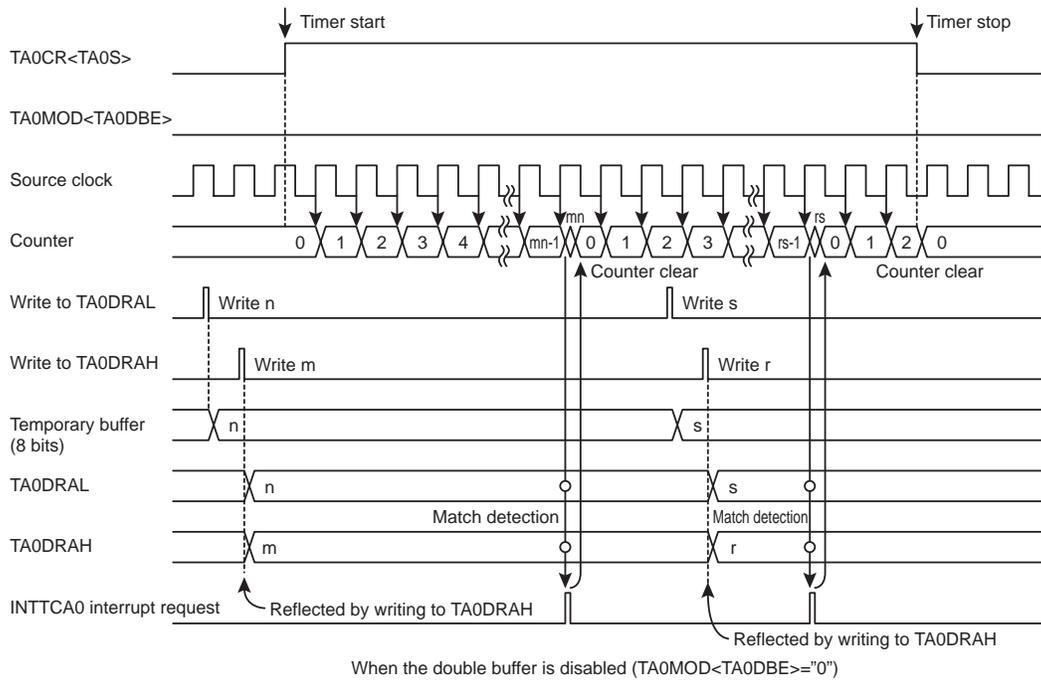 Timer start
Timer stop
TA0CR<TA0S>
TA0MOD<TA0DBE>
Source clock
mn
rs
Counter
0 1 2 3 4 mn-1 0 1 2 3 rs-1 0 1 2 0
Counter clear
Counter clear
Write to TA0DRAL
Write n
Write s
Write to TA0DRAH
Write m
Write r
Temporary buffer
(8 bits)
n
s
TA0DRAL
n
s
Match detection
Match detection
TA0DRAH
m
r
INTTCA0 interrupt request
Reflected by writing to TA0DRAH
Reflected by writing to TA0DRAH
When the double buffer is disabled (TA0MOD<TA0DBE>=”0”)